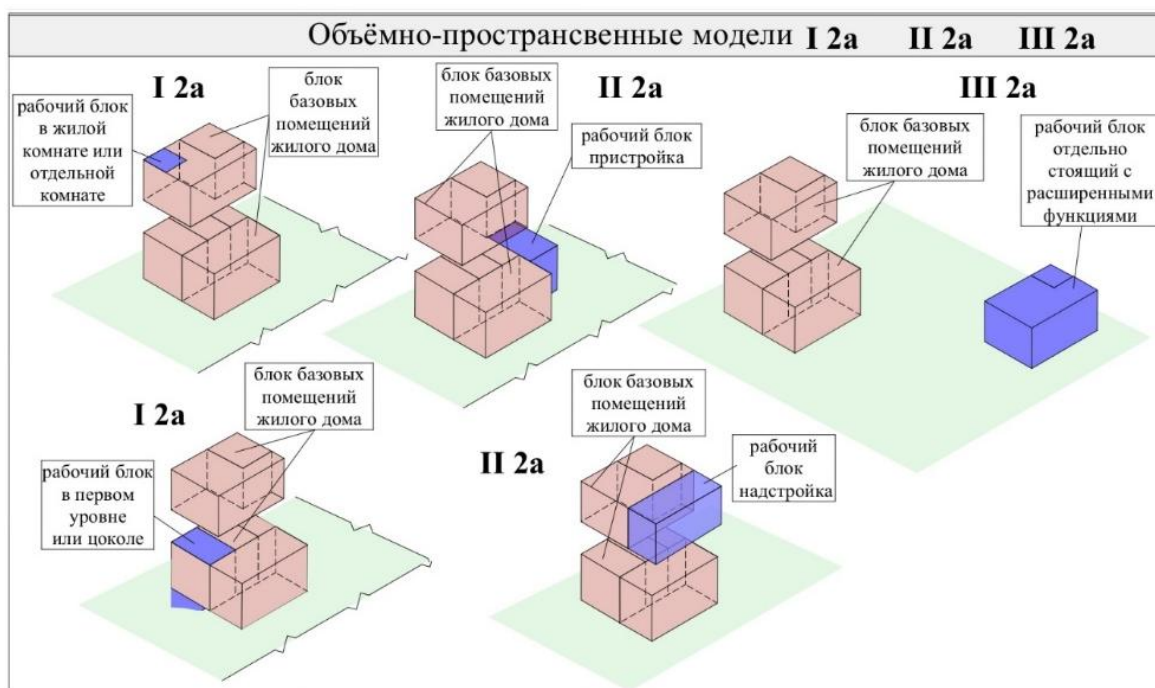 Объёмно-пространсвенные модели I 2а II 2а III 2а
I 2а
рабочий блок
в жилой
комнате или
отдельной
комнате
блок
базовых
помещений
жилого дома
блок базовых
помещений
жилого дома
II 2а
рабочий блок
пристройка
III 2а
блок базовых
помещений
жилого дома
рабочий блок
отдельно
стоящий с
расширенными
функциями
I 2а
блок базовых
помещений
жилого дома
рабочий блок
в первом
уровне
или цоколе
блок базовых
помещений
жилого дома
II 2а
рабочий
блок
надстройка